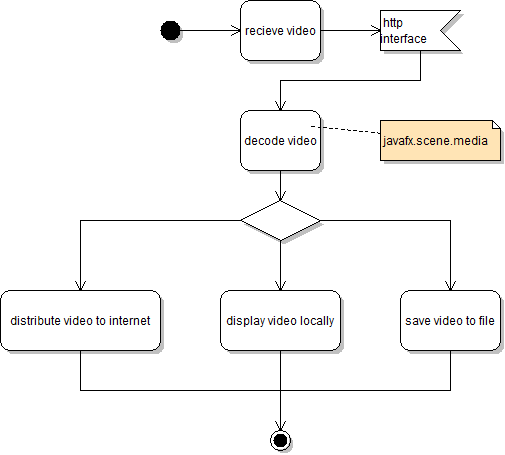 recieve video
http
interface
decode video
javafx.scene.media
distribute video to internet
display video locally
save video to file